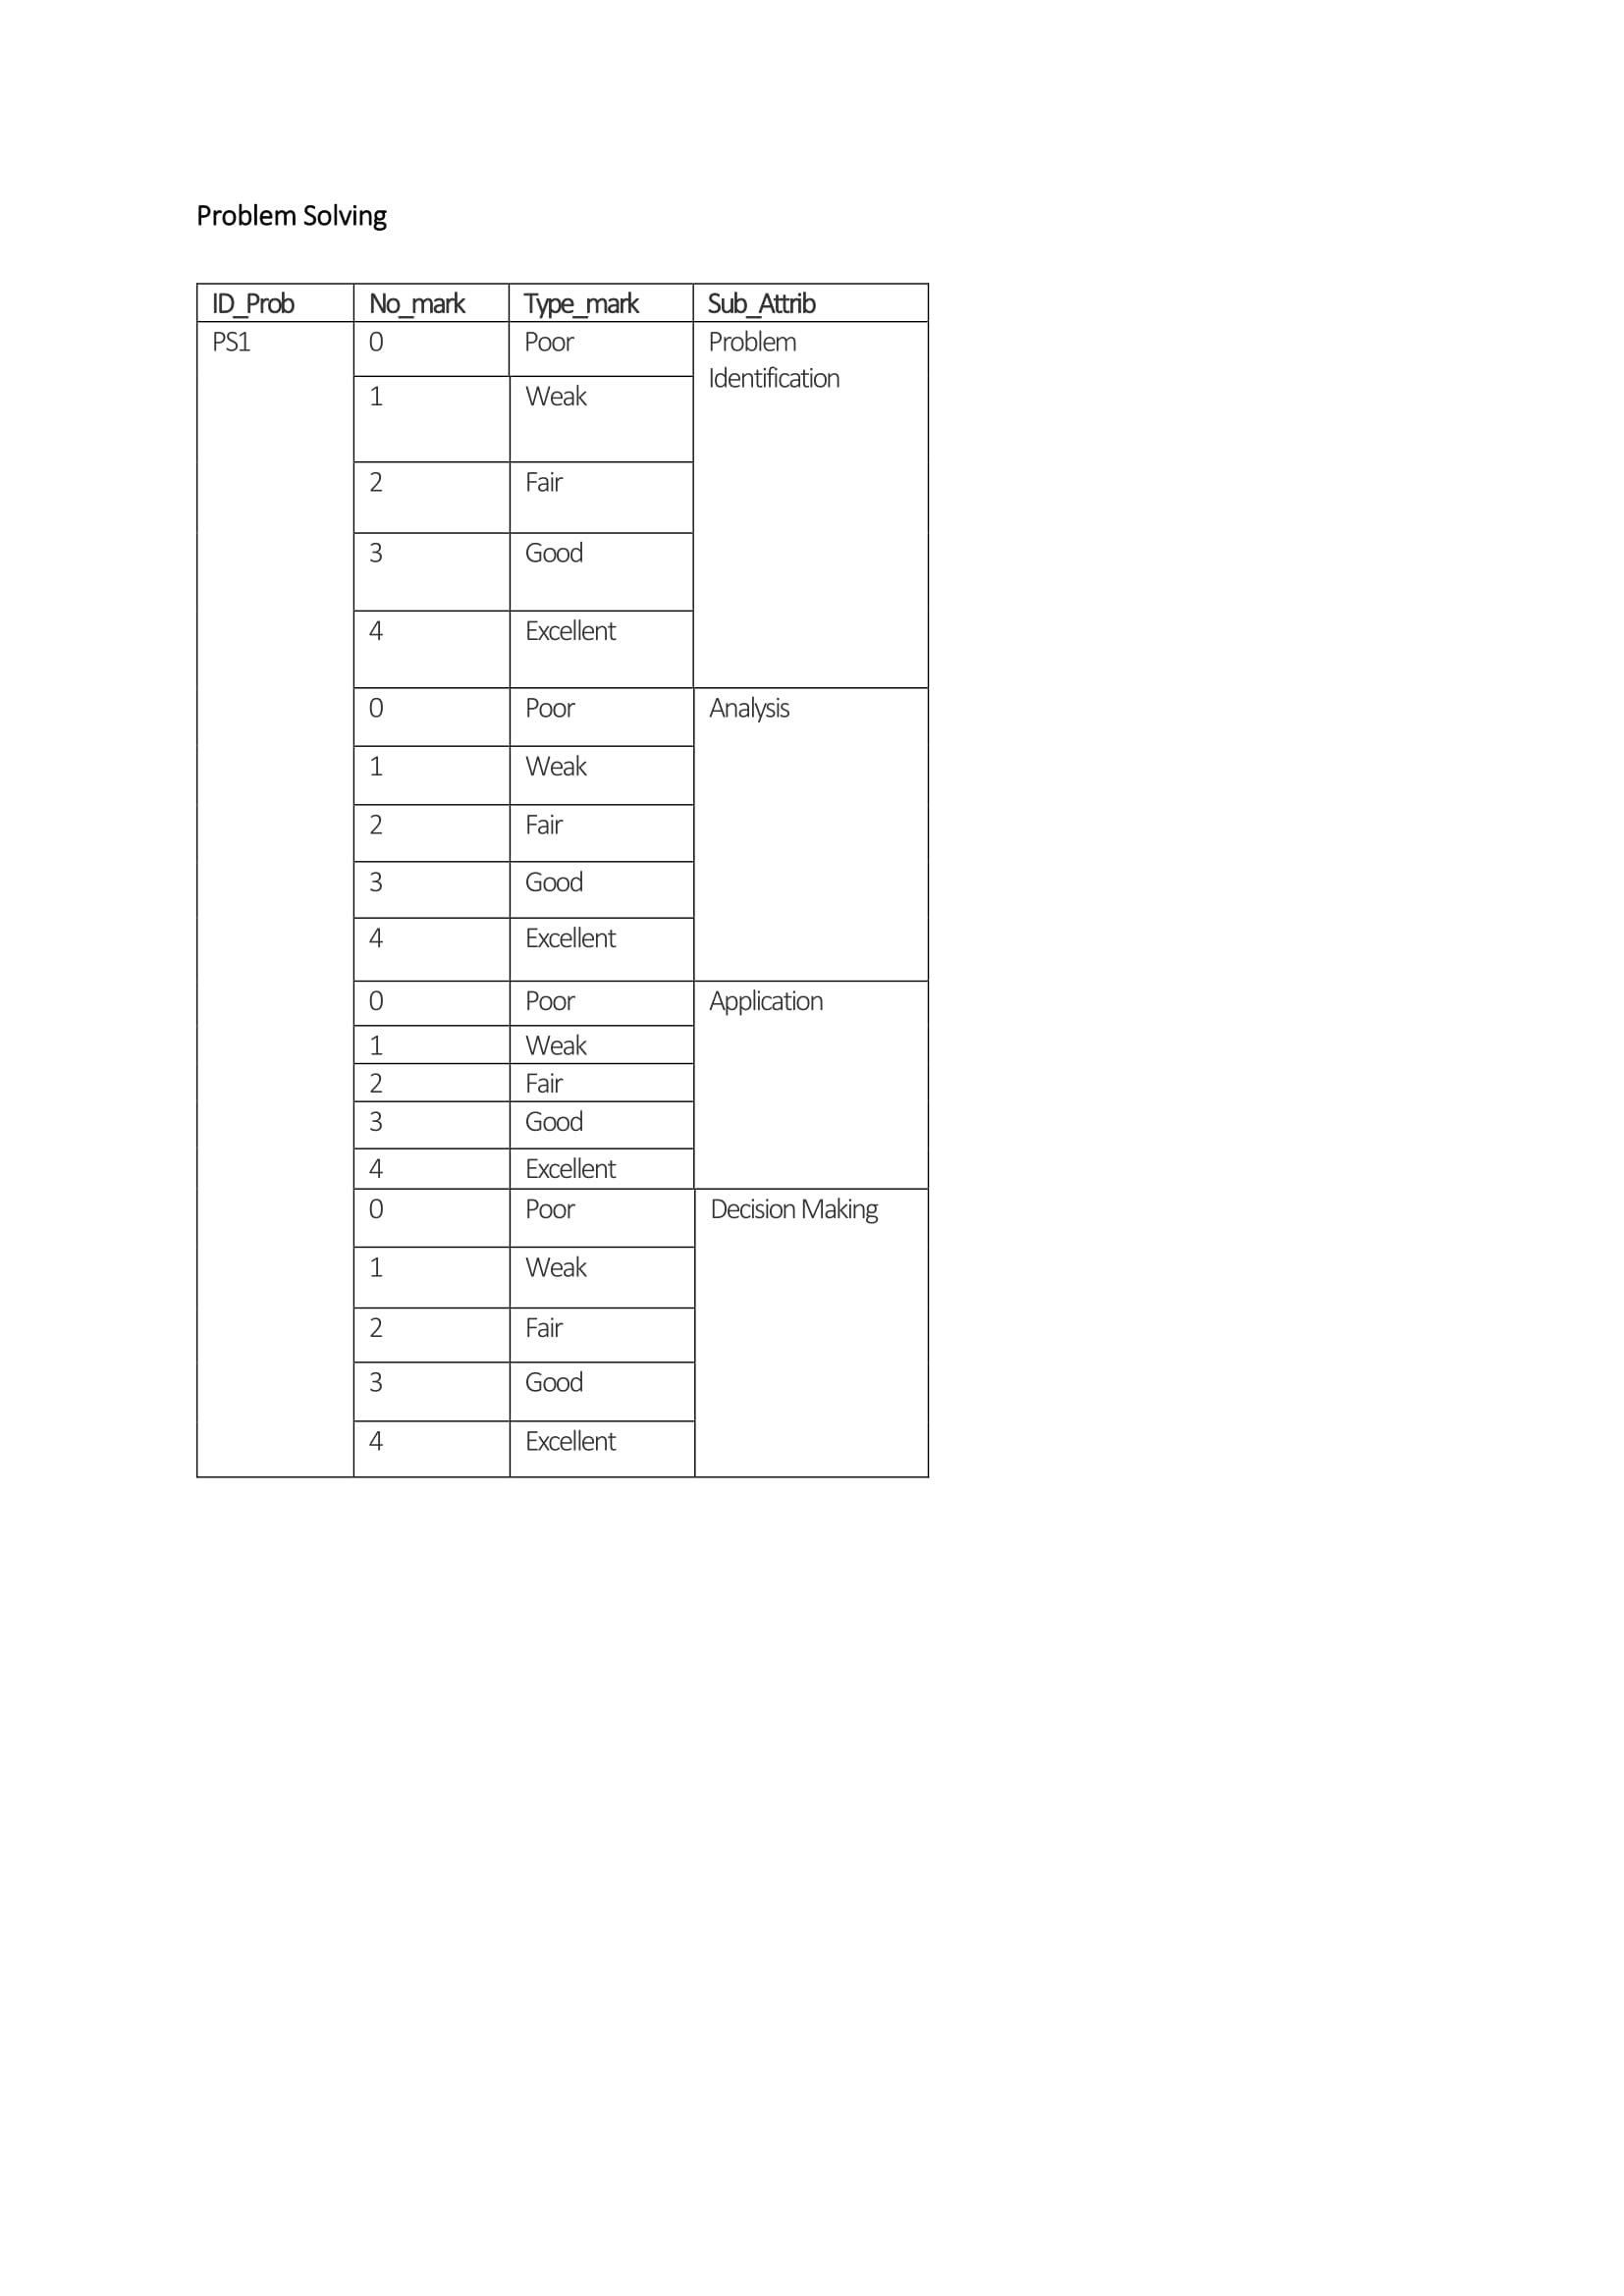 Problem Solving
ID_Prob No_mark Type_mark Sub_Attrib
PS1 0 Poor Problem
Identification
1 Weak
2 Fair
3 Good
4 Excellent
0 Poor Analysis
1 Weak
2 Fair
3 Good
4 Excellent
0 Poor Application
1 Weak
2 Fair
3 Good
4 Excellent
0 Poor Decision Making
1 Weak
2 Fair
3 Good
4 Excellent